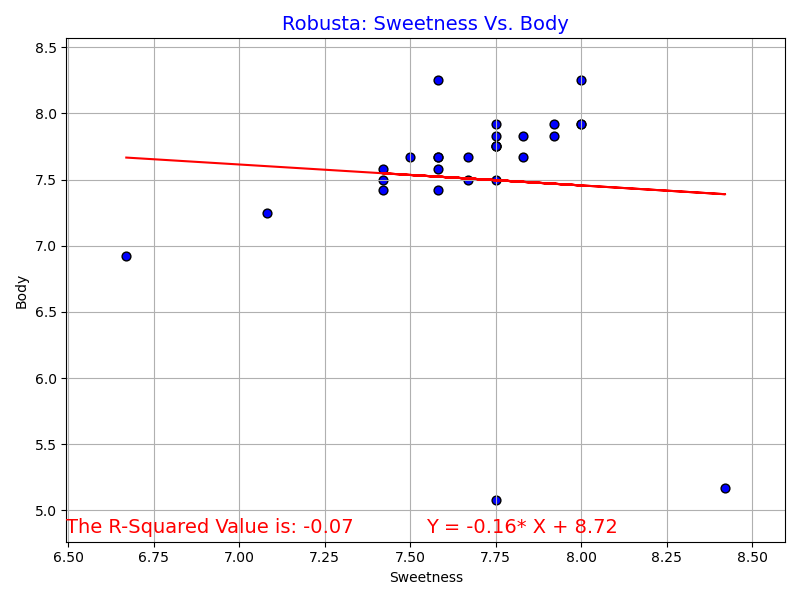 Robusta: Sweetness Vs. Body
8.5
8.0
7.5
7.0
6.5
6.0
5.5
5.0
Body
The R-Squared Value is: -0.07
Y = -0.16* X + 8.72
6.50 6.75 7.00 7.25 7.50 7.75 8.00 8.25 8.50
Sweetness